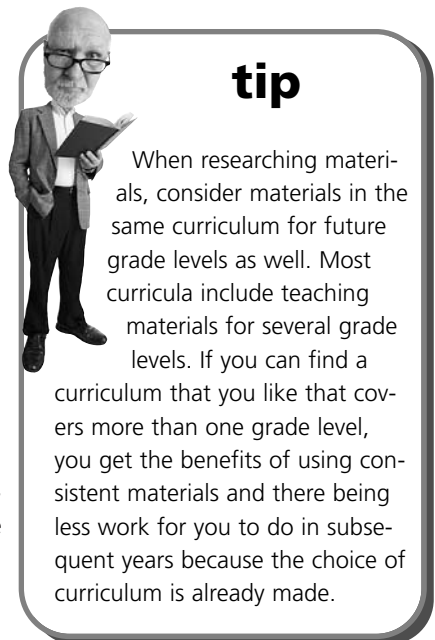 tip
When researching materi-
als, consider materials in the
same curriculum for future
grade levels as well. Most
curricula include teaching
materials for several grade
levels. If you can find a
curriculum that you like that cov-
ers more than one grade level,
you get the benefits of using con-
sistent materials and there being
less work for you to do in subse-
quent years because the choice of
curriculum is already made.